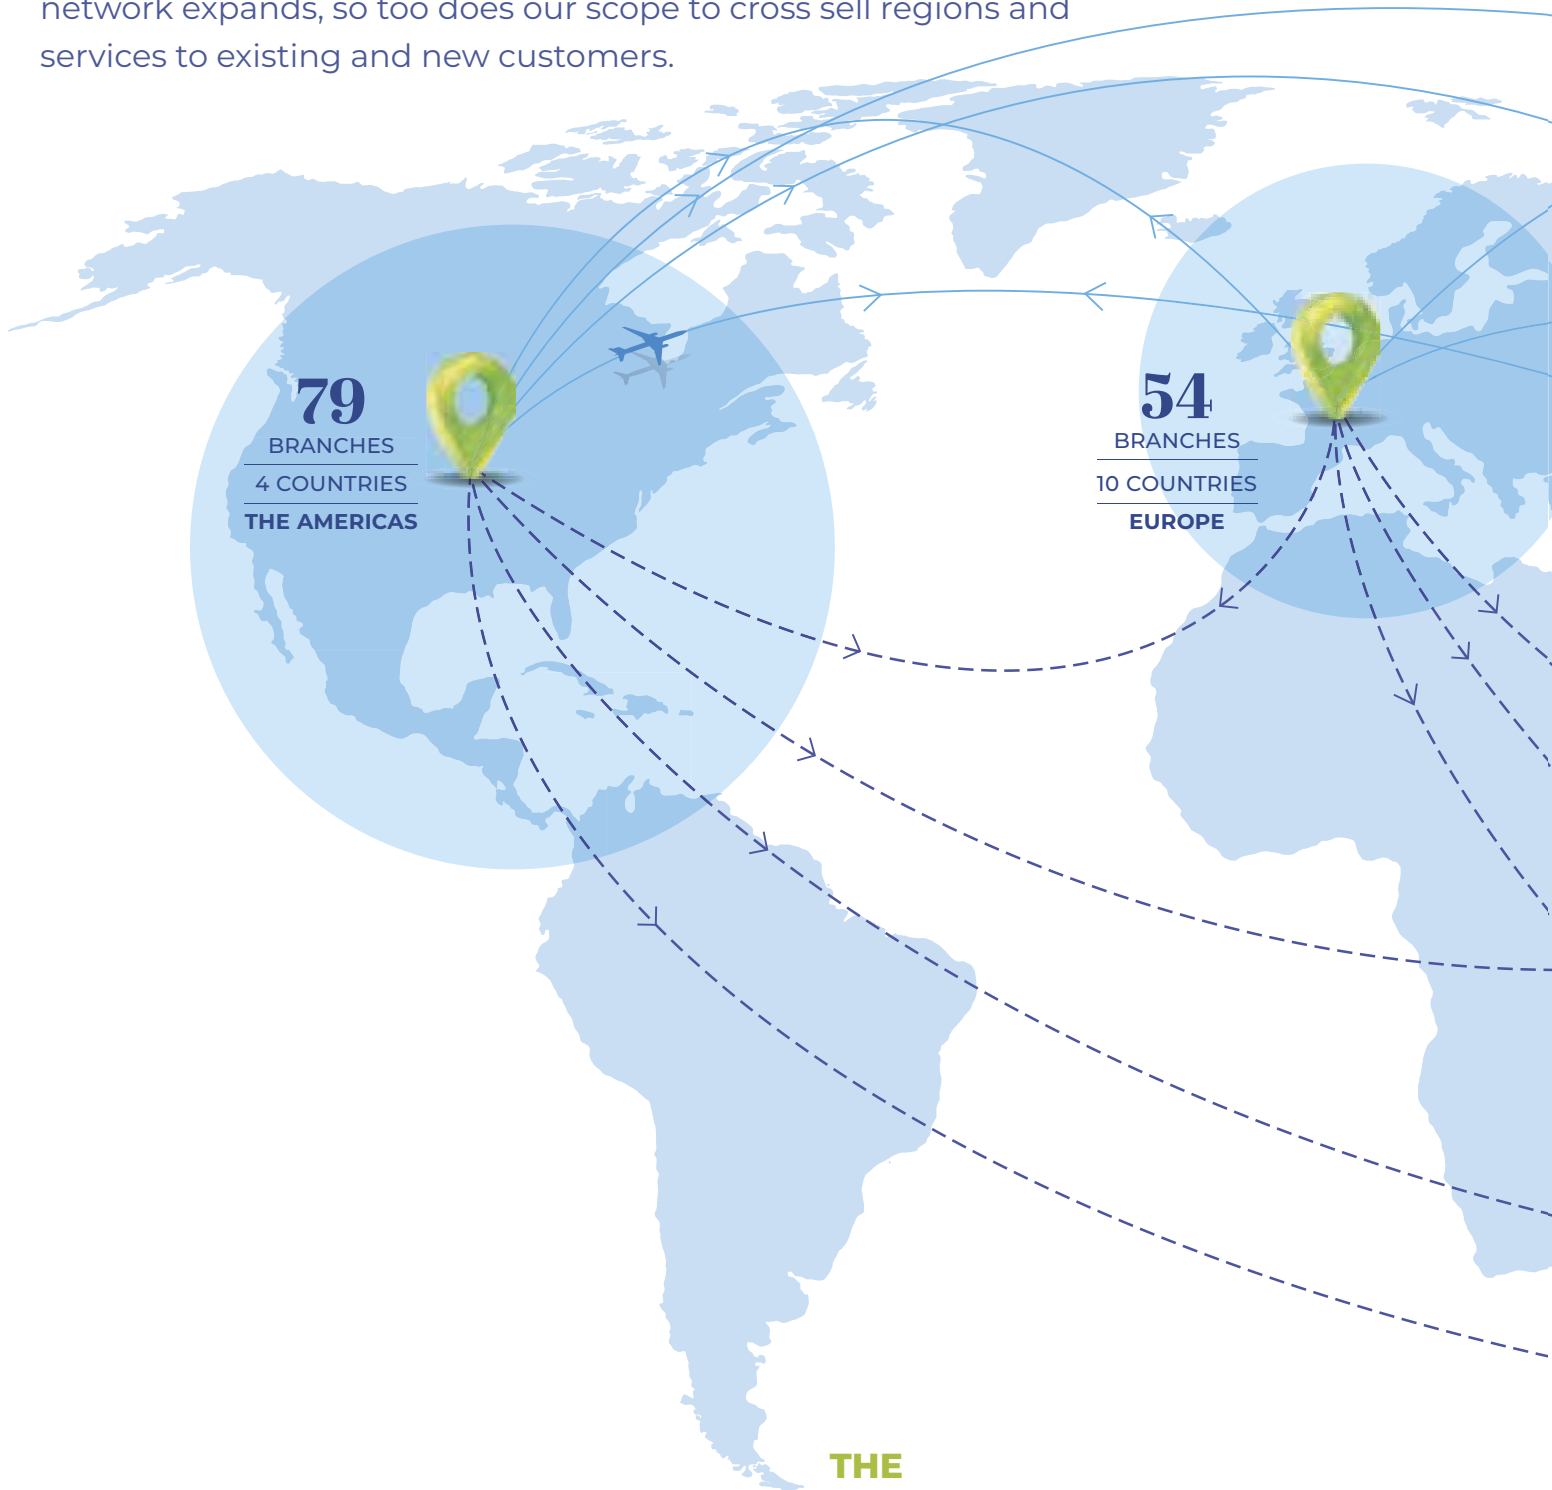 network expands, so too does our scope to cross sell regions and
services to existing and new customers.
79
BRANCHES
4 COUNTRIES
THE AMERICAS
54
BRANCHES
10 COUNTRIES
EUROPE
THE